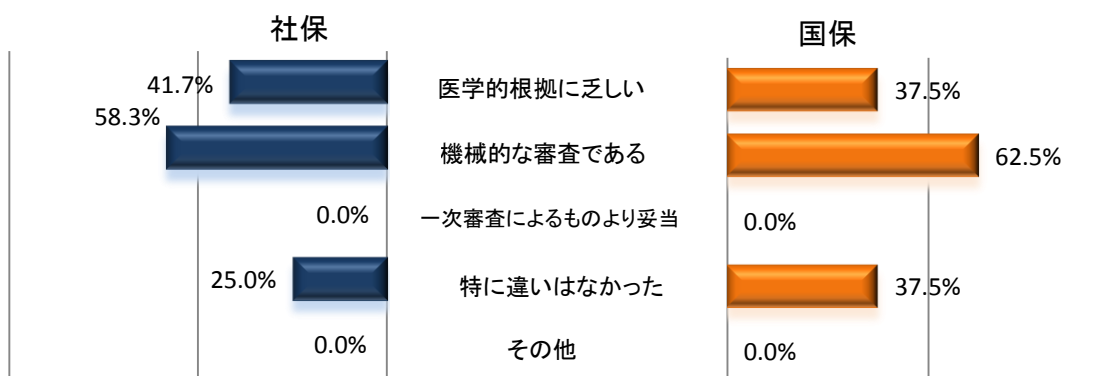 社保 国保
41.7% 医学的根拠に乏しい 37.5%
58.3% 機械的な審査である 62.5%
0.0% 一次審査によるものより妥当 0.0%
25.0% 特に違いはなかった 37.5%
0.0% その他 0.0%